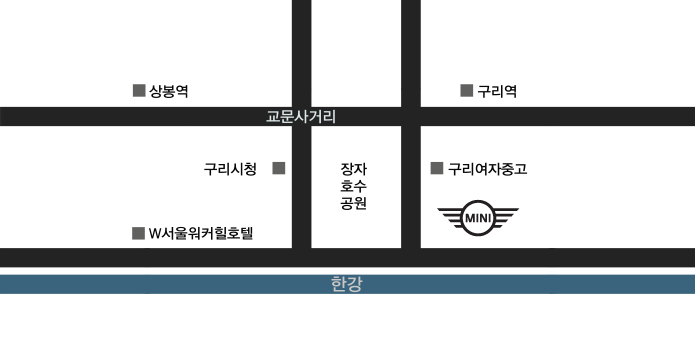 상봉역
구리역
교문사거리
구리시청
장자
호수
공원
구리여자중고
MINI
W서울워커힐호텔
한강